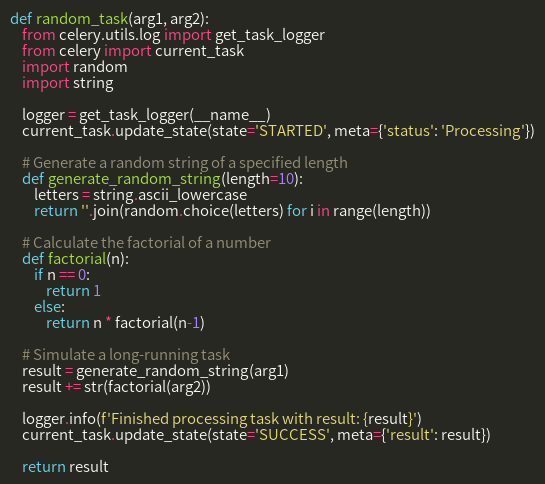 def random_task(arg1, arg2):
    from celery.utils.log import get_task_logger
    from celery import current_task
    import random
    import string

    logger = get_task_logger(__name__)
    current_task.update_state(state='STARTED', meta={'status': 'Processing'})

    # Generate a random string of a specified length
    def generate_random_string(length=10):
        letters = string.ascii_lowercase
        return ''.join(random.choice(letters) for i in range(length))

    # Calculate the factorial of a number
    def factorial(n):
        if n == 0:
            return 1
        else:
            return n * factorial(n-1)

    # Simulate a long-running task
    result = generate_random_string(arg1)
    result += str(factorial(arg2))

    logger.info(f'Finished processing task with result: {result}')
    current_task.update_state(state='SUCCESS', meta={'result': result})

    return result